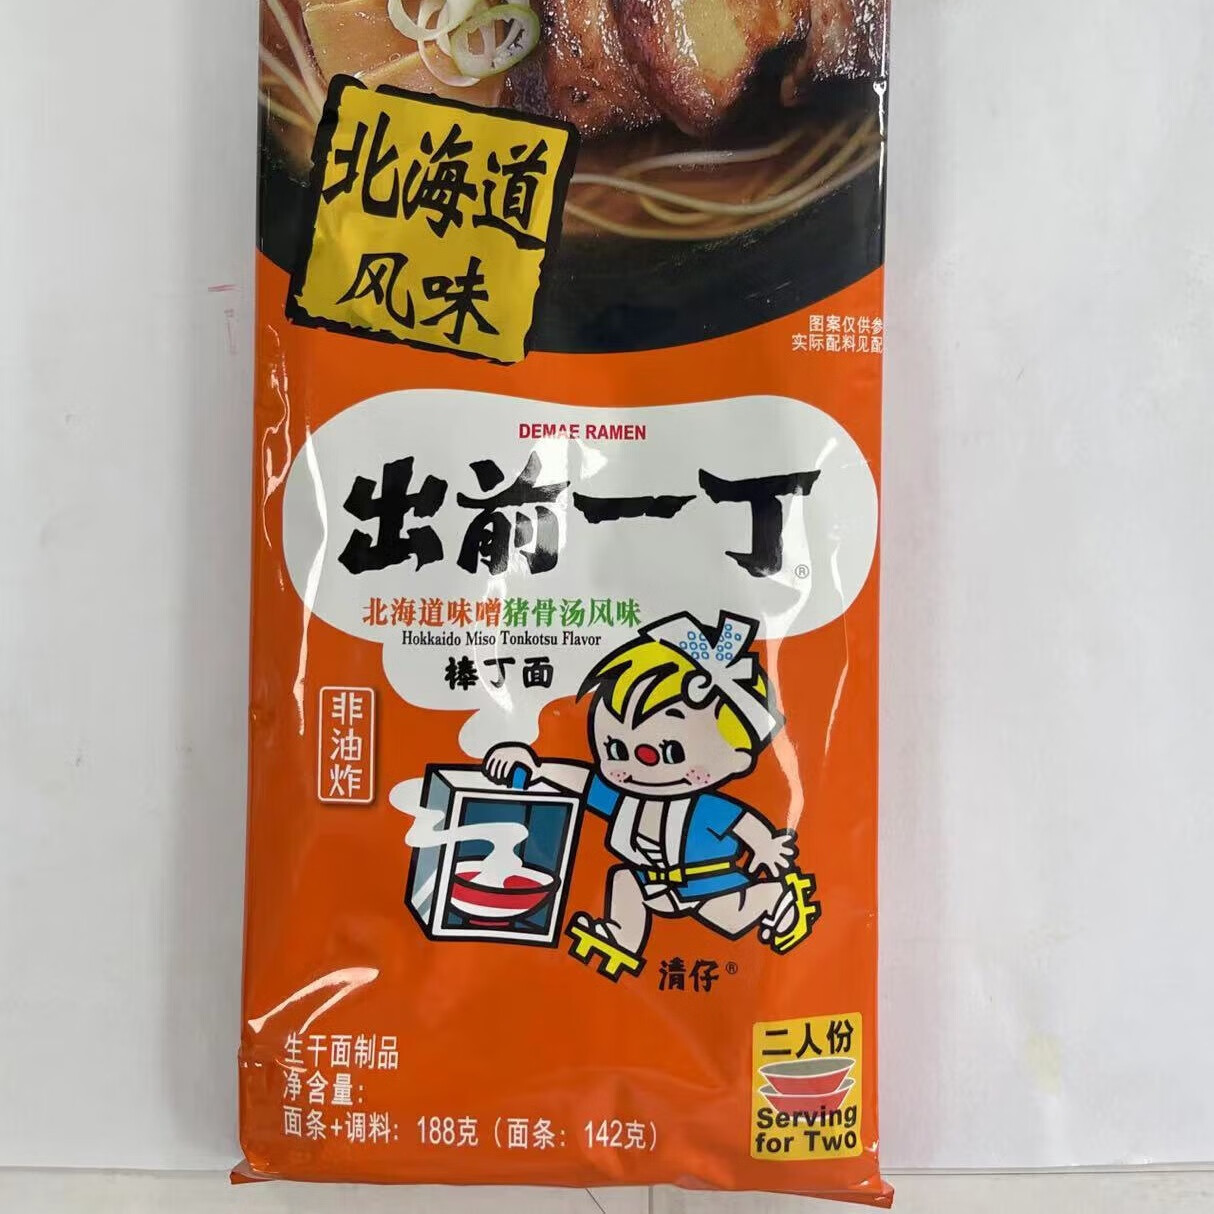 北海道
风味
图案仅供参
实际配料见配
DEMAE RAMEN
出前一丁®
北海道味噌猪骨汤风味
Hokkaido Miso Tonkotsu Flavor
棒丁面
非油炸
清仔®
生干面制品
净含量：
面条+调料：188克（面条：142克）
二人份
Serving
for Two